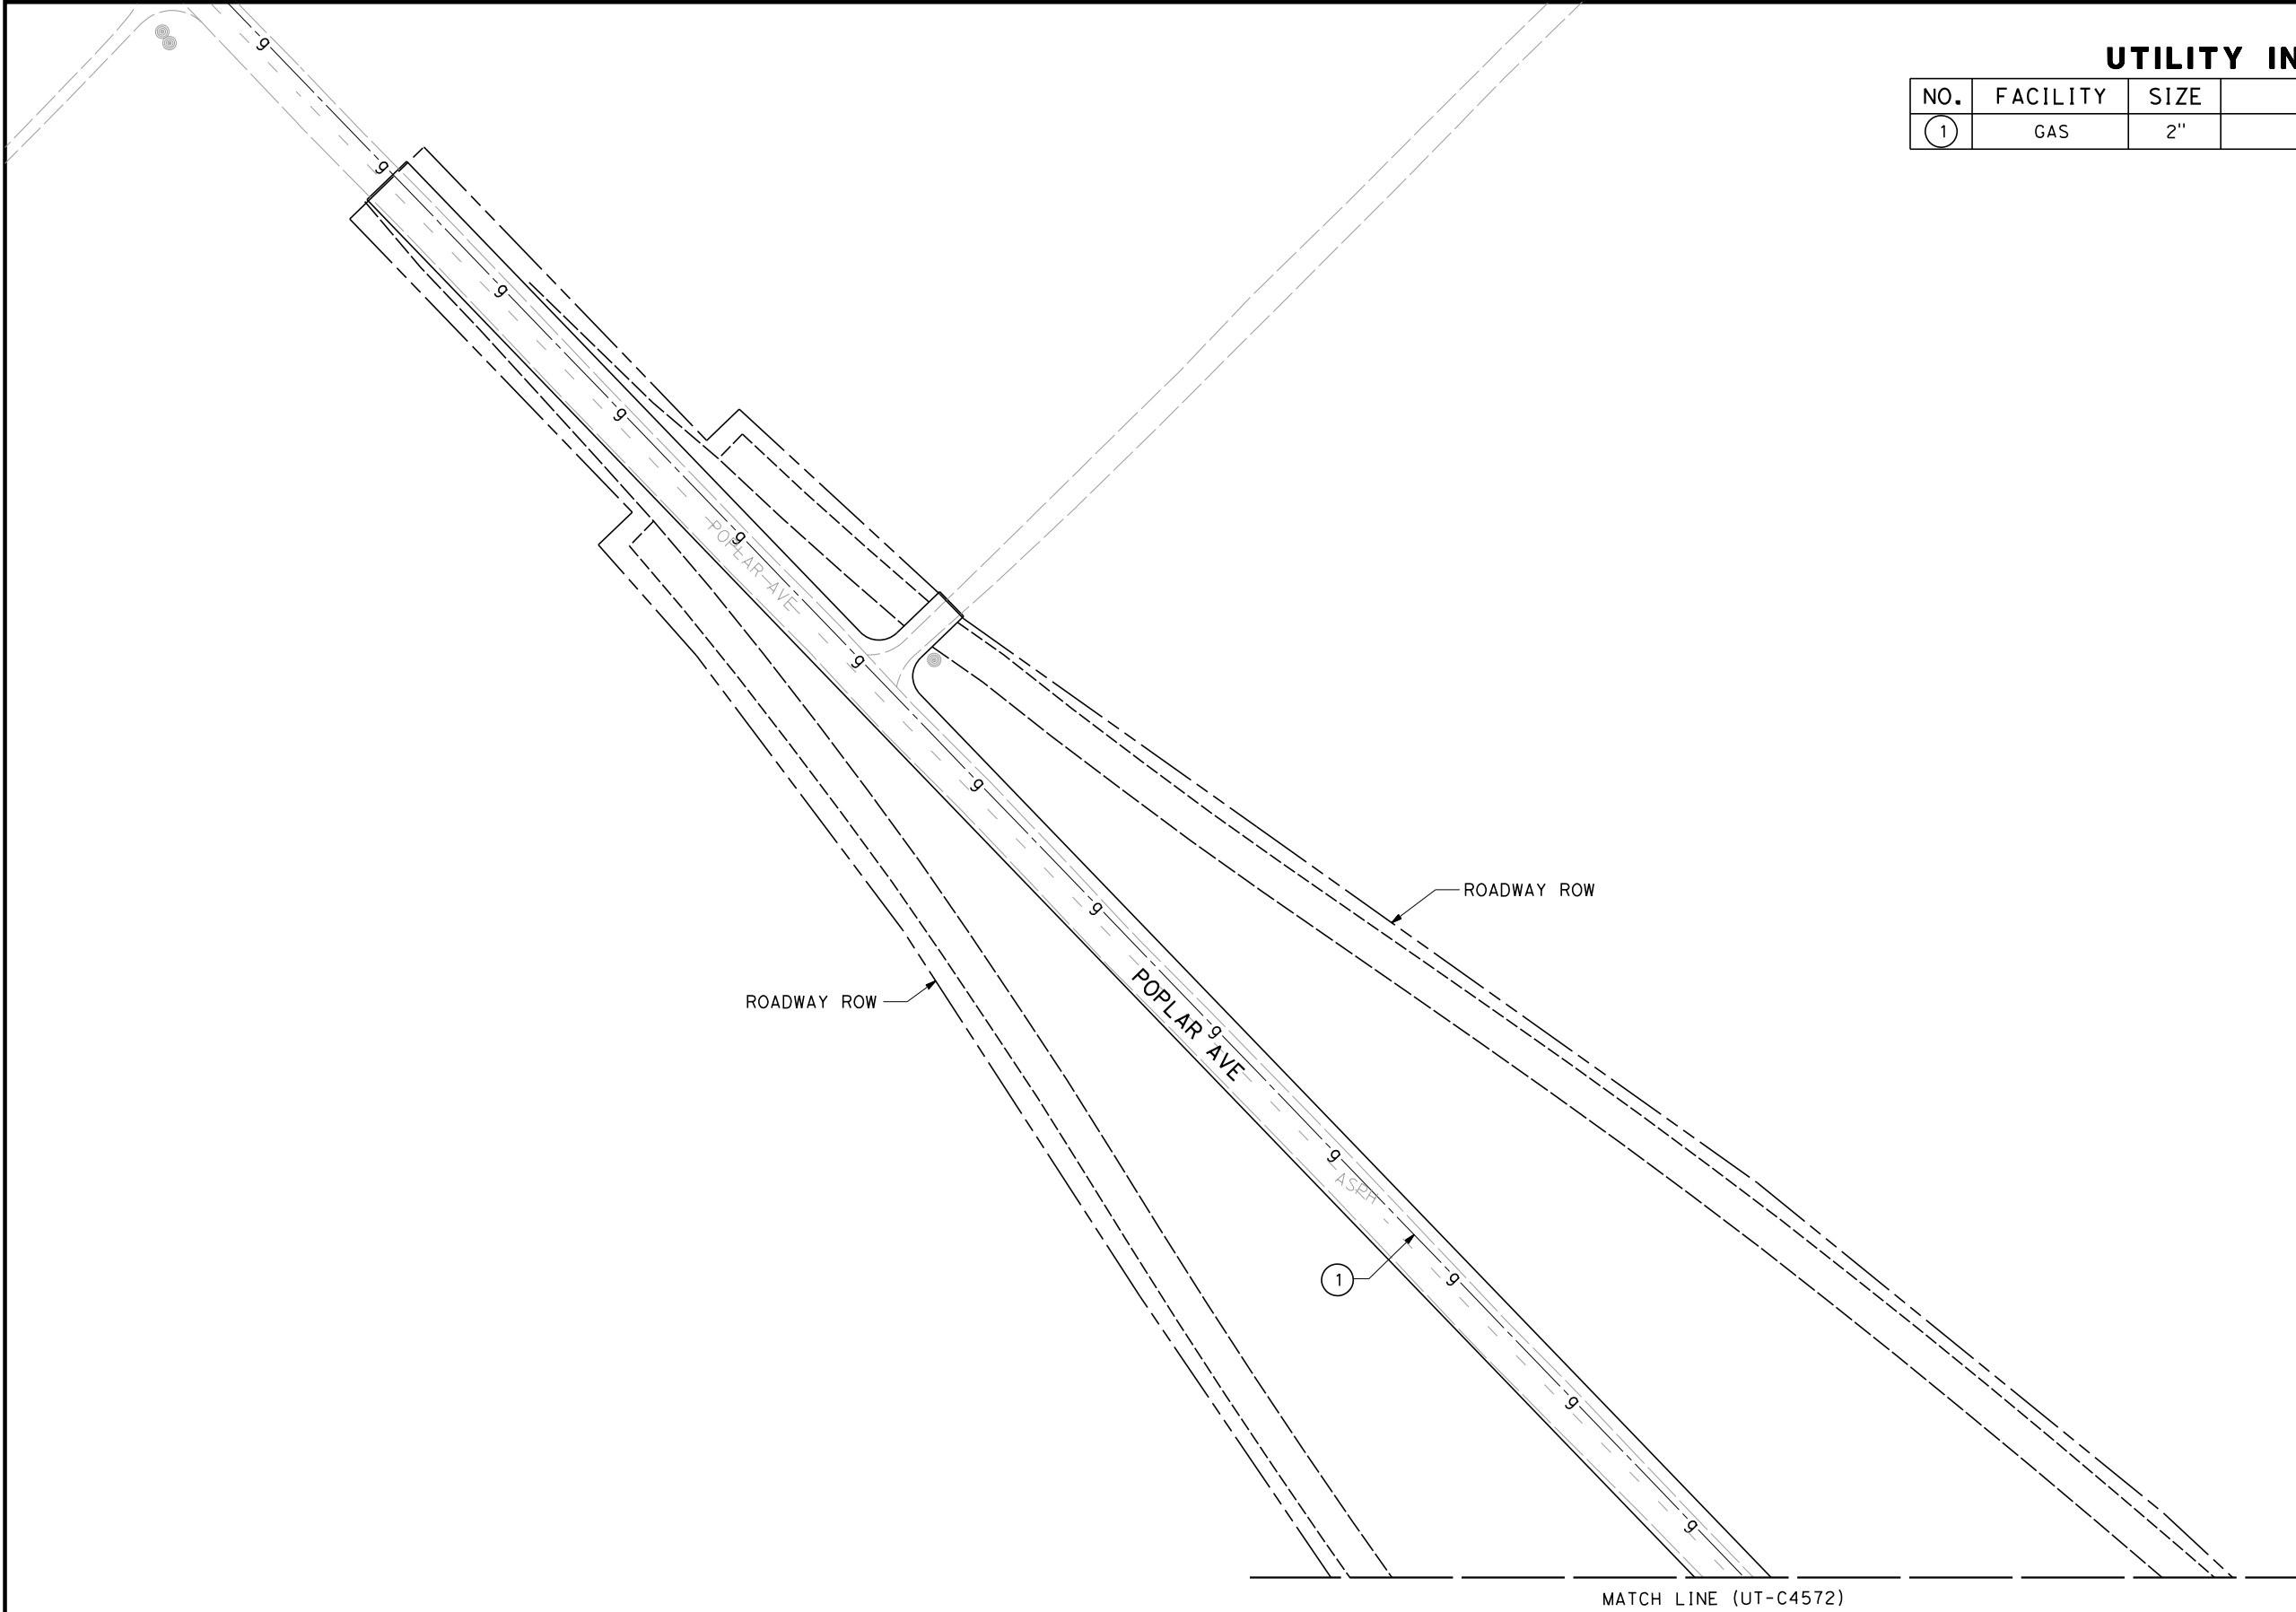 UTILITY IN
NO. FACILITY SIZE
1 GAS 2"
g
g
g
g
g
POPLAR AVE
g
g
g
ROADWAY ROW
ROADWAY ROW
POPLAR AVE
g
g
ASPH
1
g
g
g
MATCH LINE (UT-C4572)